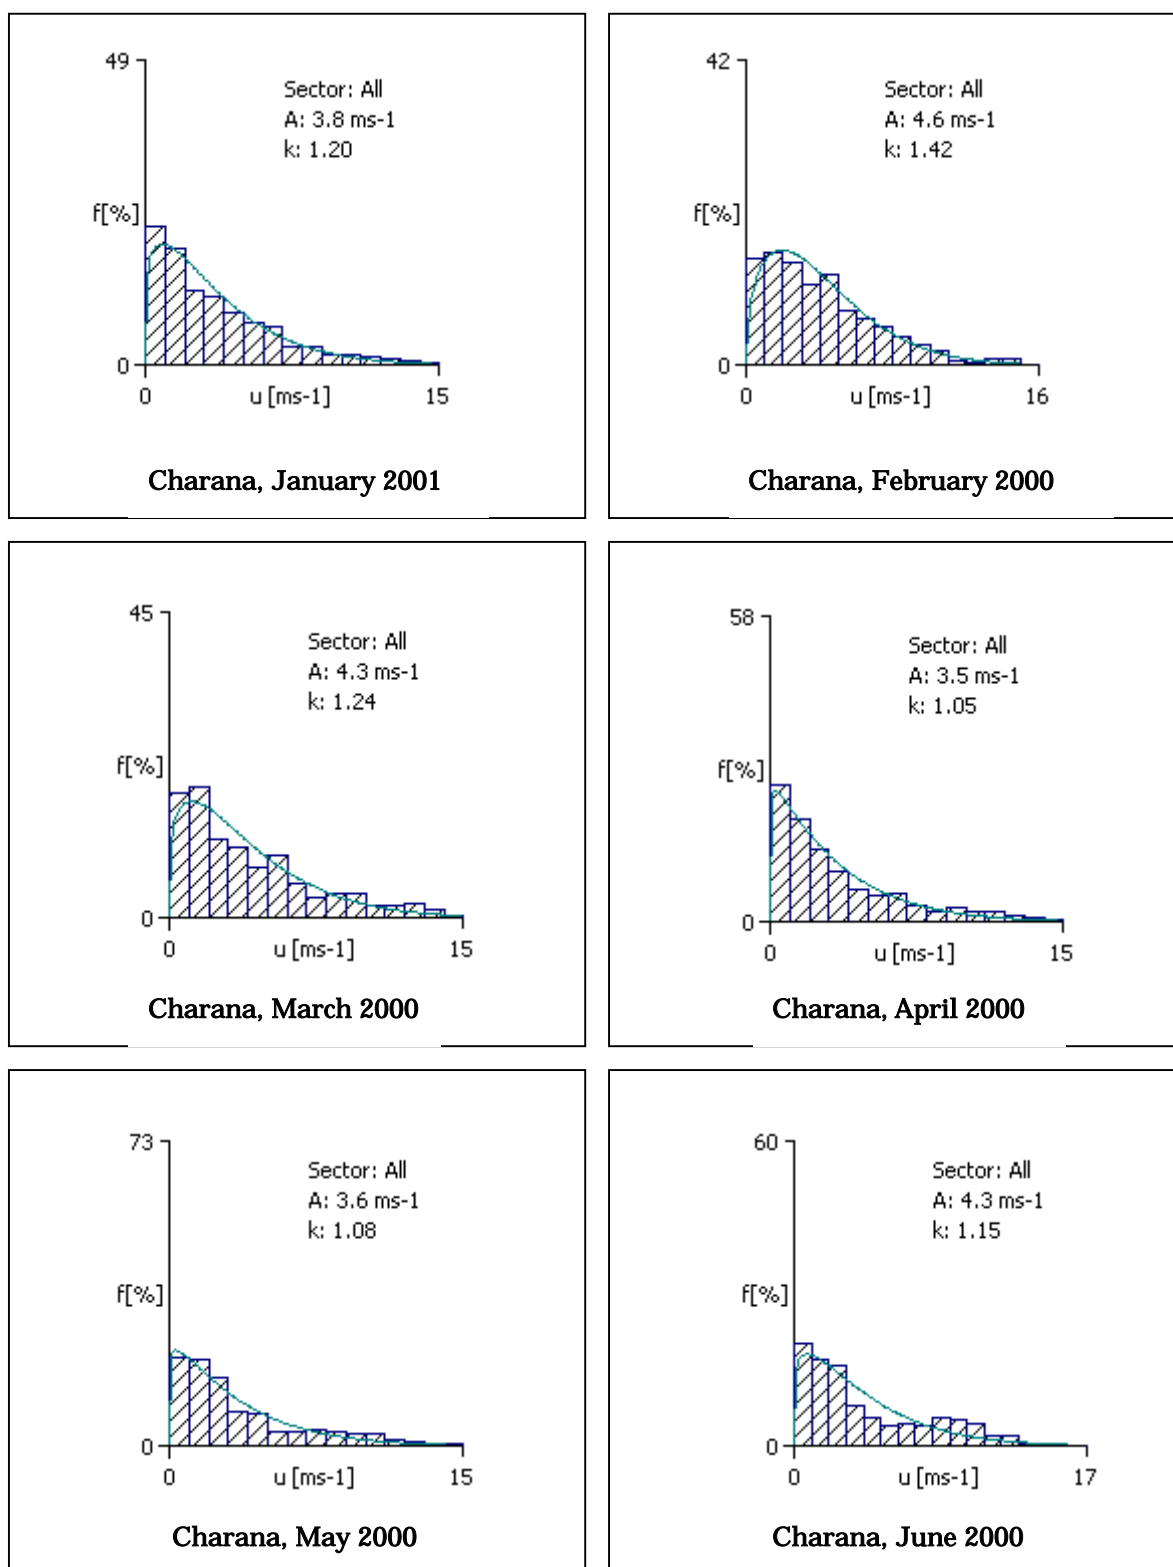 49
Sector: All
A: 3.8 ms-1
k: 1.20
f[%]
0
0
u [ms-1]
15
Charana, January 2001
42
Sector: All
A: 4.6 ms-1
k: 1.42
f[%]
0
0
u [ms-1]
16
Charana, February 2000
45
Sector: All
A: 4.3 ms-1
k: 1.24
f[%]
0
0
u [ms-1]
15
Charana, March 2000
58
Sector: All
A: 3.5 ms-1
k: 1.05
f[%]
0
0
u [ms-1]
15
Charana, April 2000
73
Sector: All
A: 3.6 ms-1
k: 1.08
f[%]
0
0
u [ms-1]
15
Charana, May 2000
60
Sector: All
A: 4.3 ms-1
k: 1.15
f[%]
0
0
u [ms-1]
17
Charana, June 2000